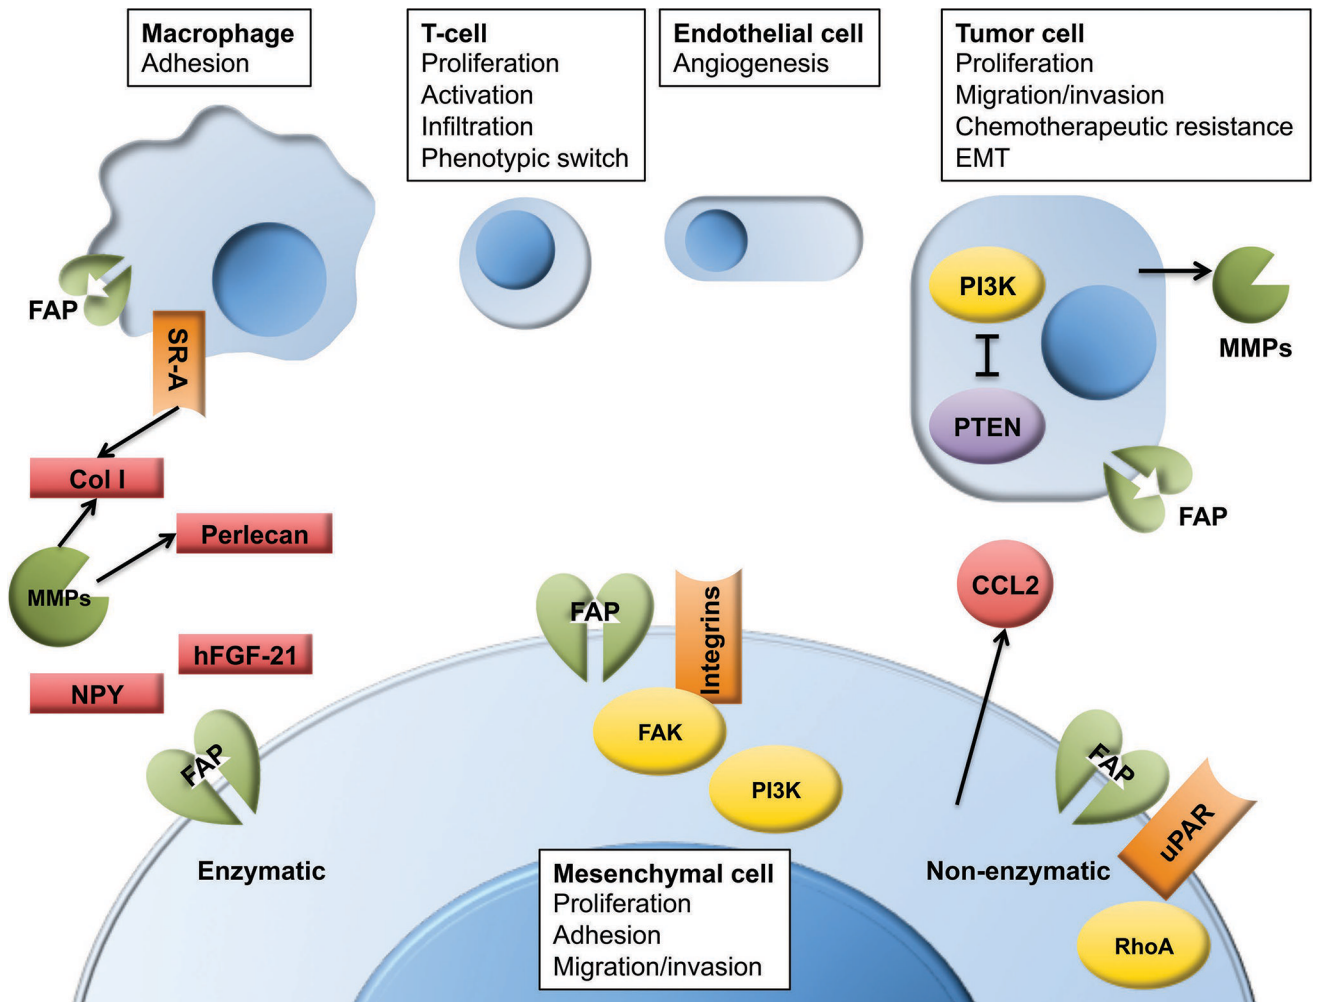 Macrophage
Adhesion
T-cell
Proliferation
Activation
Infiltration
Phenotypic switch
Endothelial cell
Angiogenesis
Tumor cell
Proliferation
Migration/invasion
Chemotherapeutic resistance
EMT
FAP
SR-A
PI3K
PTEN
MMPs
FAP
Col I
Perlecan
MMPs
hFGF-21
NPY
FAP
Enzymatic
FAP
Integrins
FAK
PI3K
CCL2
FAP
uPAR
Non-enzymatic
RhoA
Mesenchymal cell
Proliferation
Adhesion
Migration/invasion